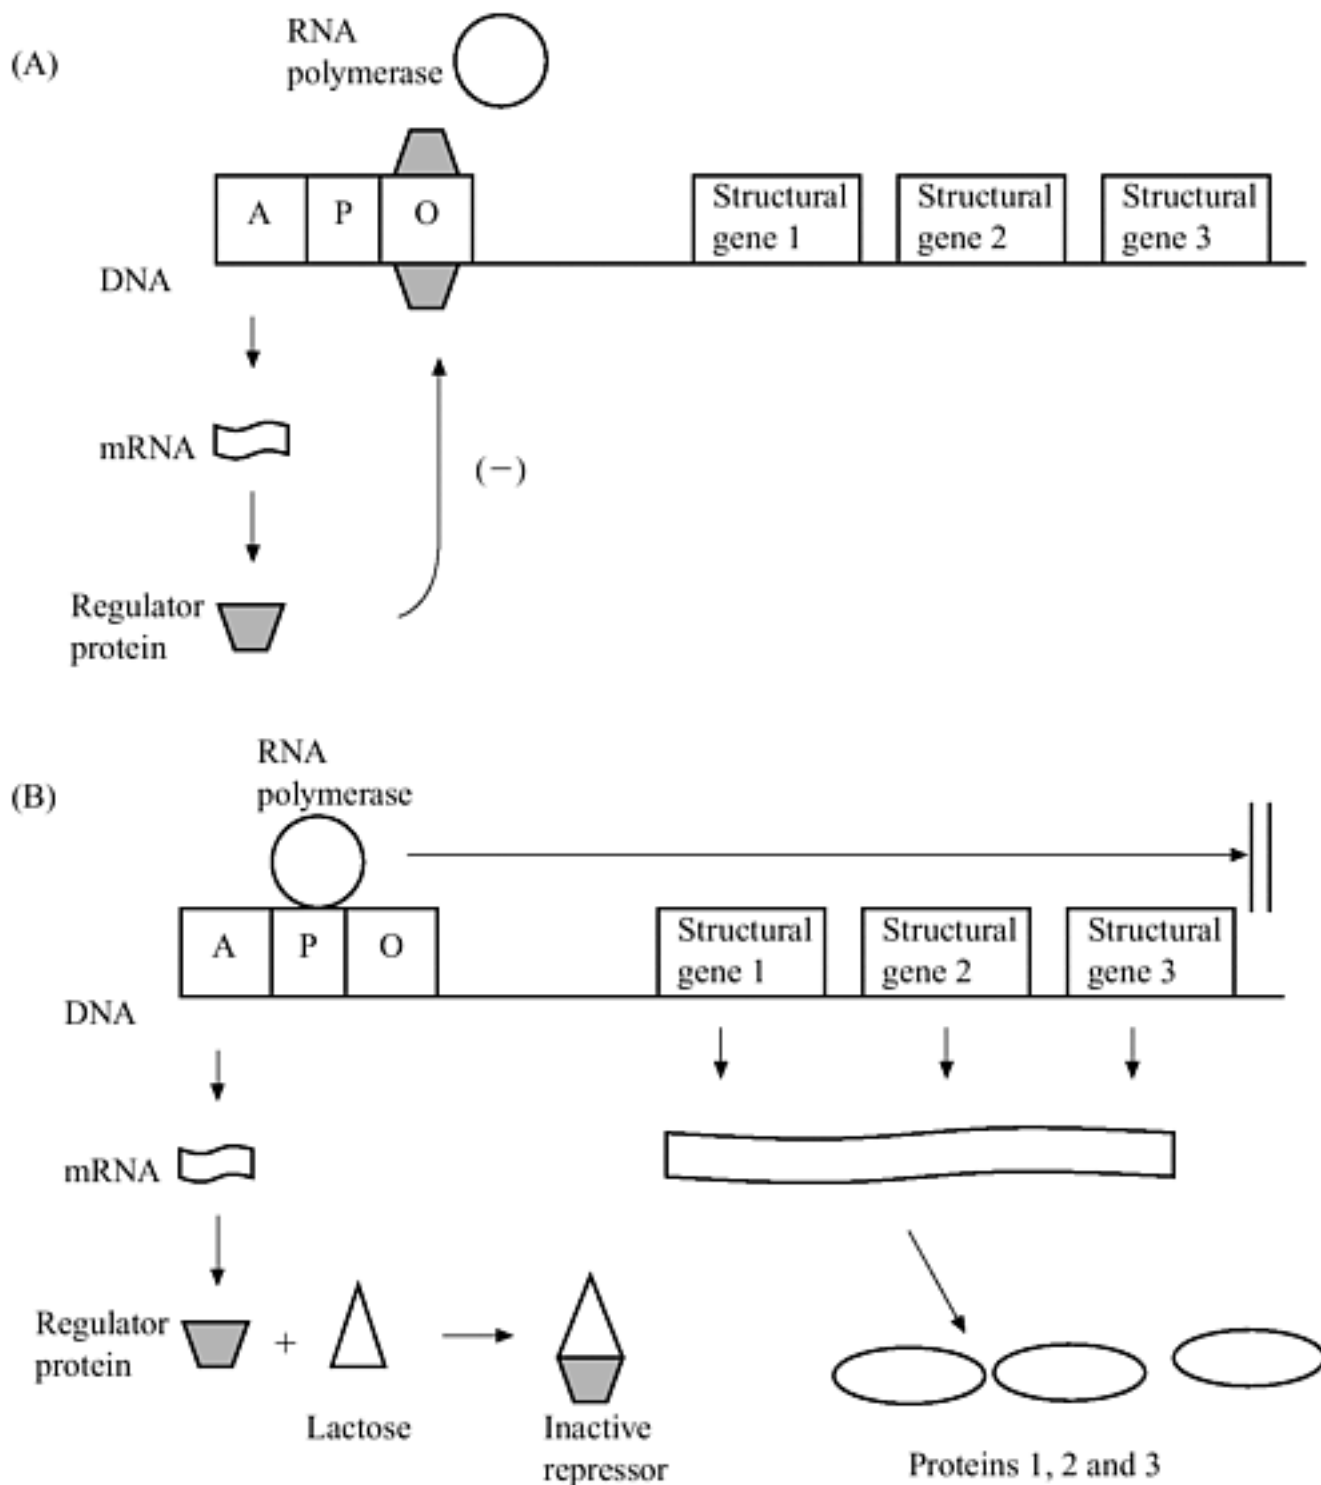 (A)
RNA
polymerase
A P O
Structural
gene 1
Structural
gene 2
Structural
gene 3
DNA
mRNA
(−)
Regulator
protein
(B)
RNA
polymerase
A P O
Structural
gene 1
Structural
gene 2
Structural
gene 3
DNA
mRNA
Regulator
protein
+
Lactose
Inactive
repressor
Proteins 1, 2 and 3